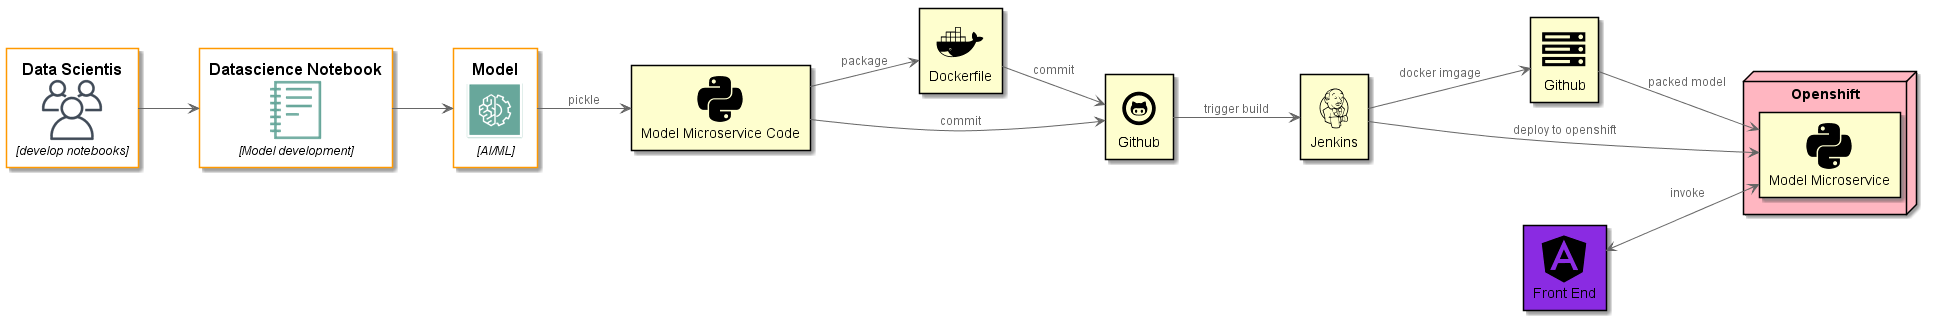 Data Scientis
[develop notebooks]
Datascience Notebook
[Model development]
Model
[AI/ML]
pickle
Model Microservice Code
package
commit
Dockerfile
commit
Github
trigger build
Jenkins
docker imgage
deploy to openshift
Github
packed model
Openshift
Model Microservice
invoke
Front End